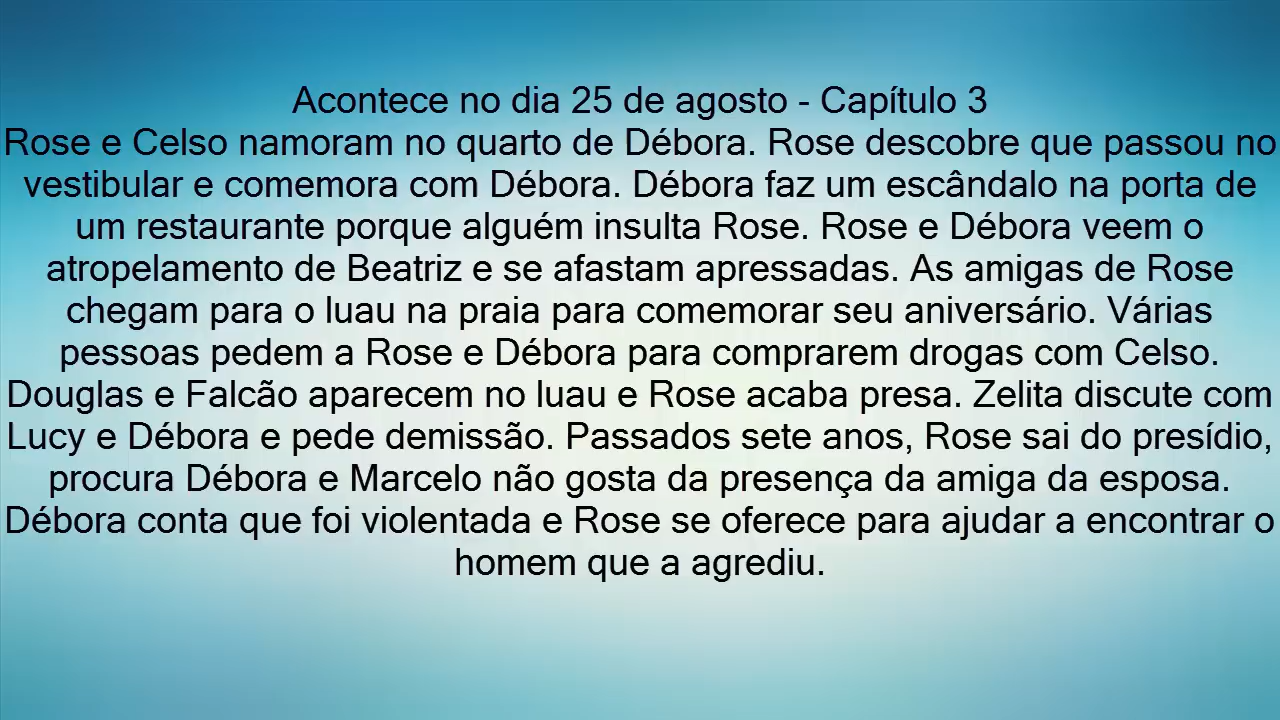 Acontece no dia 25 de agosto - Capítulo 3
Rose e Celso namoram no quarto de Débora. Rose descobre que passou no
vestibular e comemora com Débora. Débora faz um escândalo na porta de
um restaurante porque alguém insulta Rose. Rose e Débora veem o
atropelamento de Beatriz e se afastam apressadas. As amigas de Rose
chegam para o luau na praia para comemorar seu aniversário. Várias
pessoas pedem a Rose e Débora para comprarem drogas com Celso.
Douglas e Falcão aparecem no luau e Rose acaba presa. Zelita discute com
Lucy e Débora e pede demissão. Passados sete anos, Rose sai do presídio,
procura Débora e Marcelo não gosta da presença da amiga da esposa.
Débora conta que foi violentada e Rose se oferece para ajudar a encontrar o
homem que a agrediu.